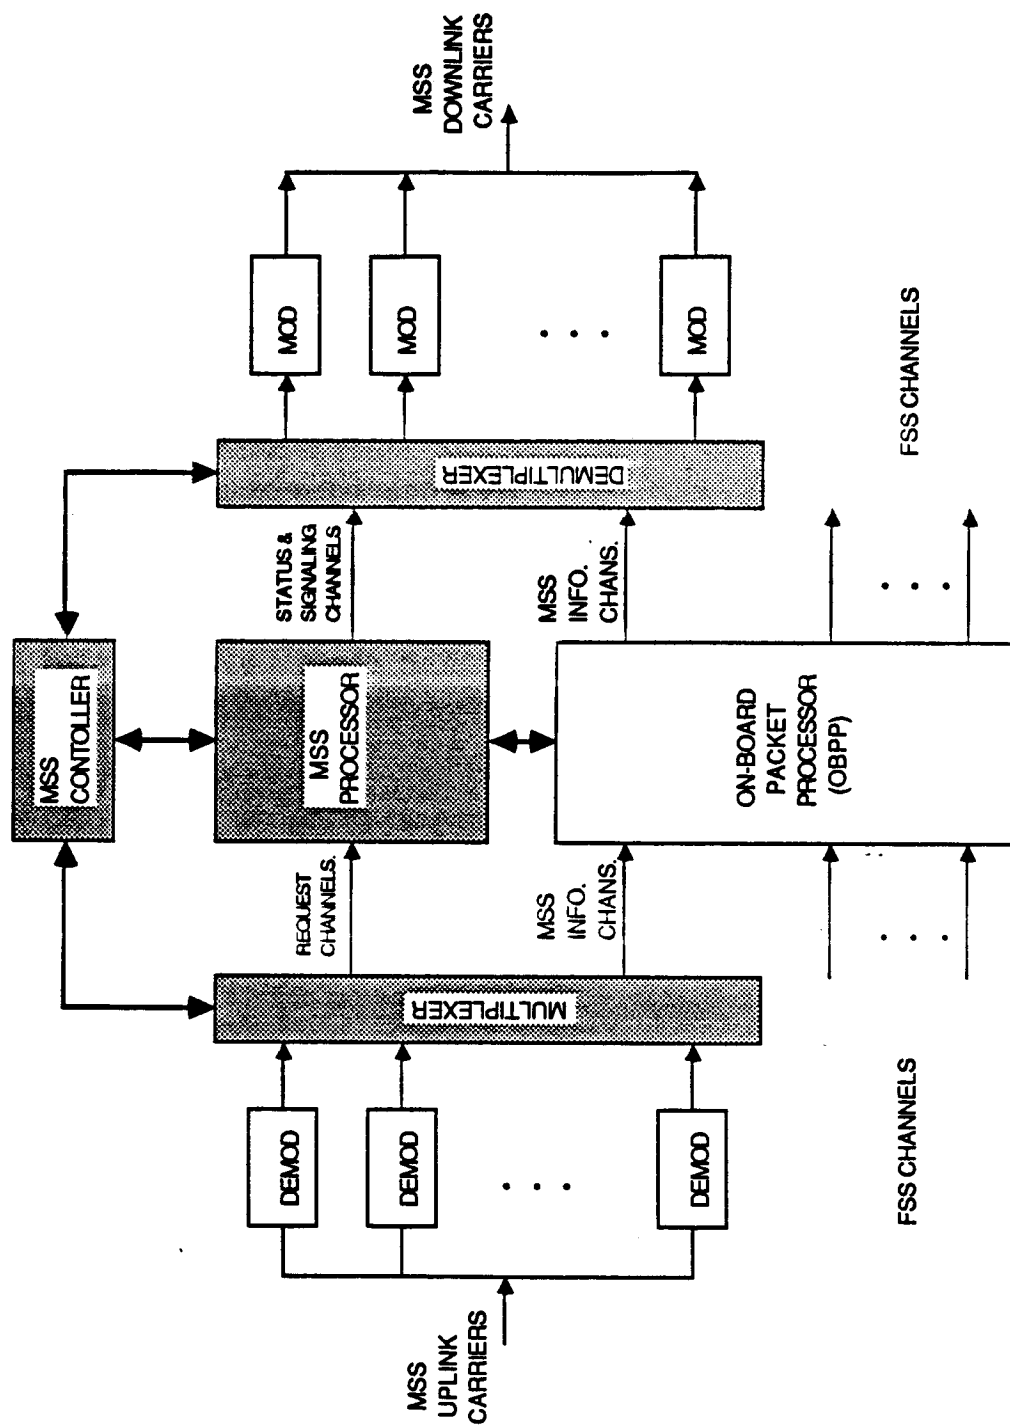 MSS
CONTOLLER
MSS
UPLINK
CARRIERS
DEMOD
DEMOD
. . .
DEMOD
MULTIPLEXER
REQUEST
CHANNELS.
MSS
INFO.
CHANS.
MSS
PROCESSOR
ON-BOARD
PACKET
PROCESSOR
(OBPP)
STATUS &
SIGNALING
CHANNELS
MSS
INFO.
CHANS.
DEMULTIPLEXER
MOD
MOD
. . .
MOD
MSS
DOWNLINK
CARRIERS
FSS CHANNELS
. . .
. . .
FSS CHANNELS